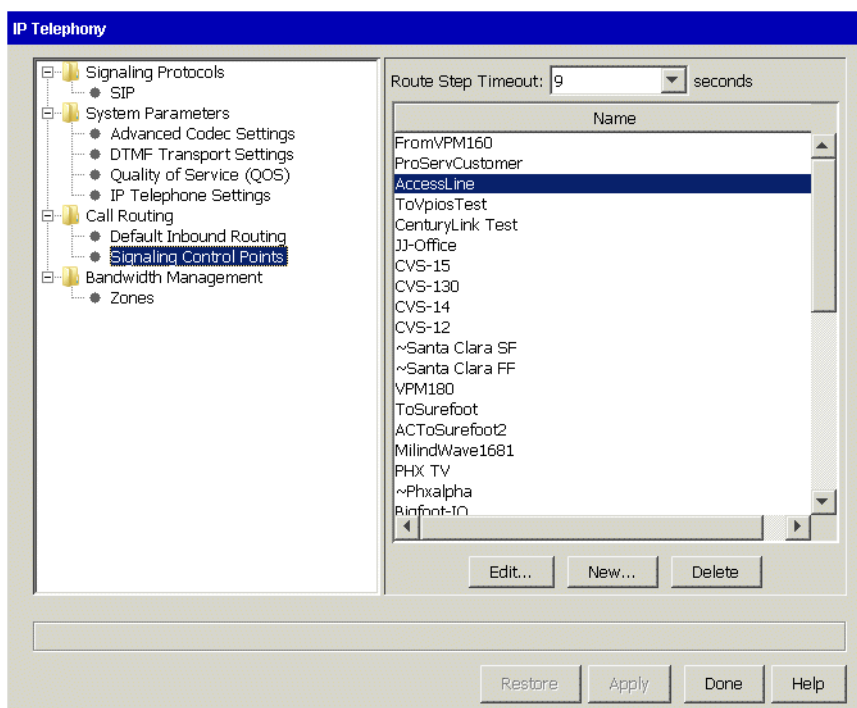 IP Telephony
Signaling Protocols
SIP
System Parameters
Advanced Codec Settings
DTMF Transport Settings
Quality of Service (QOS)
IP Telephone Settings
Call Routing
Default Inbound Routing
Signaling Control Points
Bandwidth Management
Zones
Route Step Timeout: 9 seconds
Name
FromVPM160
ProServCustomer
AccessLine
ToVpiosTest
CenturyLink Test
JJ-Office
CVS-15
CVS-130
CVS-14
CVS-12
~Santa Clara SF
~Santa Clara FF
VPM180
ToSurefoot
ACToSurefoot2
MilindWave1681
PHX TV
~Phxalpha
Bigfoot-IO
Edit... New... Delete
Restore Apply Done Help